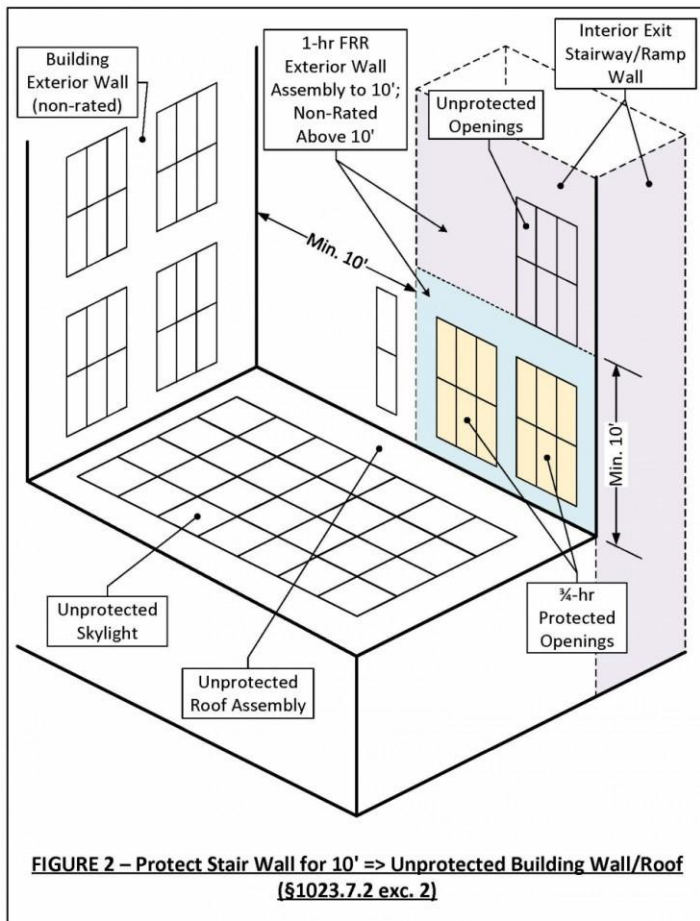 Building
Exterior Wall
(non-rated)
1-hr FRR
Exterior Wall
Assembly to 10';
Non-Rated
Above 10'
Interior Exit
Stairway/Ramp
Wall
Unprotected
Openings
Min. 10'
Min. 10'
Unprotected
Skylight
¾-hr
Protected
Openings
Unprotected
Roof Assembly
FIGURE 2 – Protect Stair Wall for 10' => Unprotected Building Wall/Roof
(§1023.7.2 exc. 2)